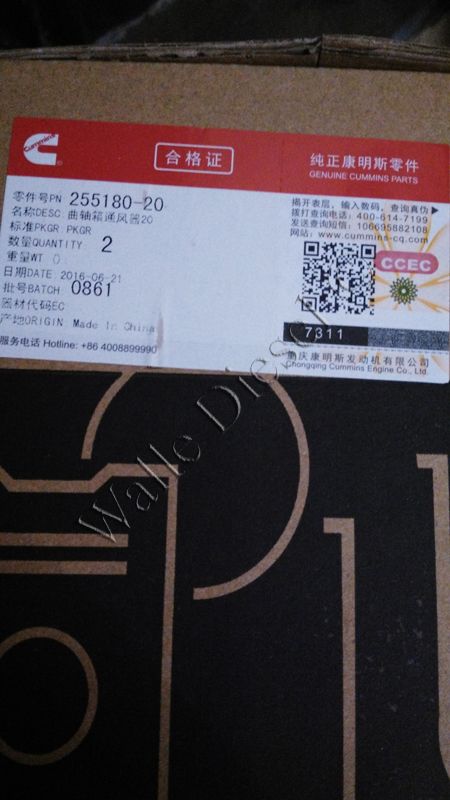 Cummins
合格证
纯正康明斯零件
GENUINE CUMMINS PARTS
零件号PN 255180-20
名称DESC 曲轴箱通风器20
标准PKGR PKGR
数量QUANTITY 2
重量WT 0
日期DATE 2016-06-21
批号BATCH 0861
器材代码EC
产地ORIGIN Made In China
服务电话 Hotline: +86 4008899990
揭开表层，输入数码，查询真伪
拨打查询电话：400-614-7199
发送查询短信：106695882108
网站：www.cummins-cq.com
CCEC
7311
重庆康明斯发动机有限公司
Chongqing Cummins Engine Co., Ltd.
Walle Diesel